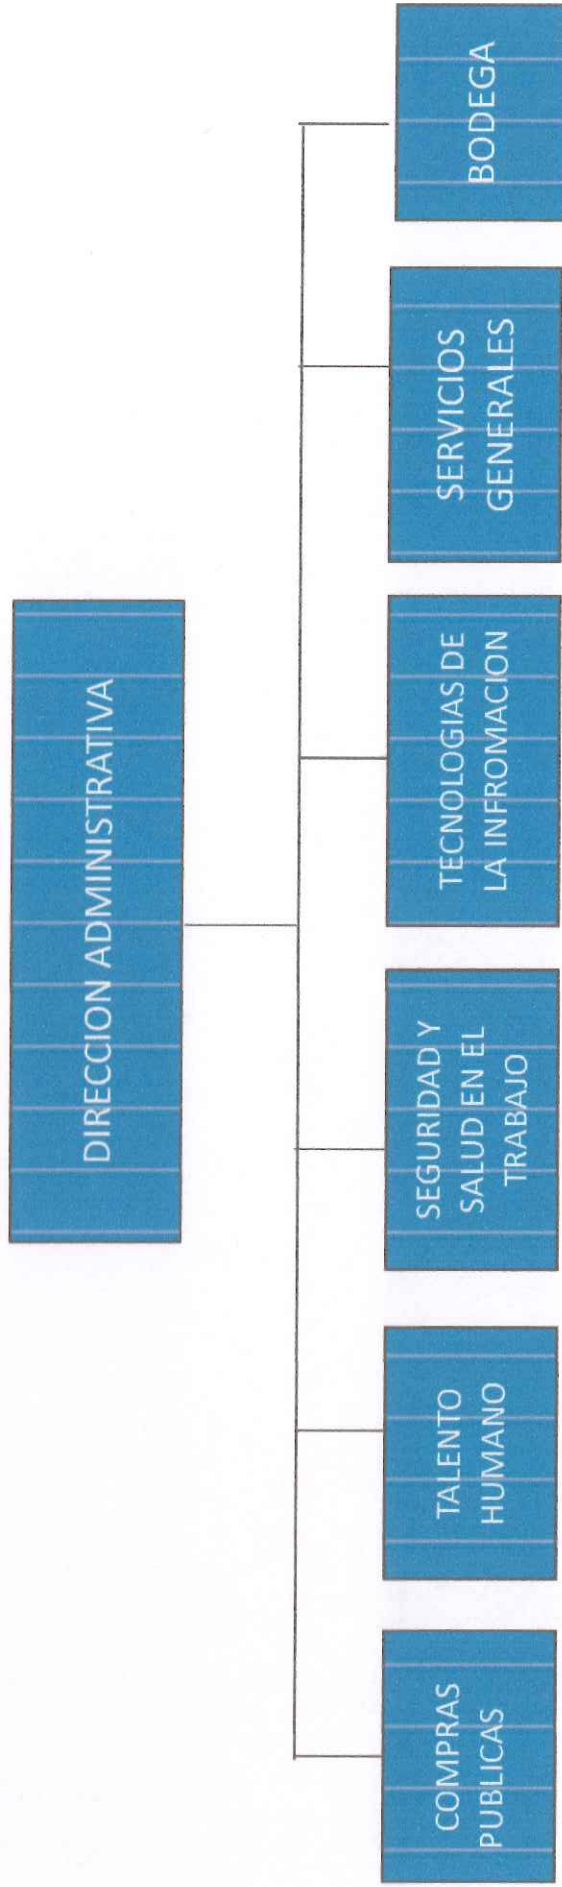 DIRECCION ADMINISTRATIVA
COMPRAS
PUBLICAS
TALENTO
HUMANO
SEGURIDAD Y
SALUD EN EL
TRABAJO
TECNOLOGIAS DE
LA INFROMACION
SERVICIOS
GENERALES
BODEGA